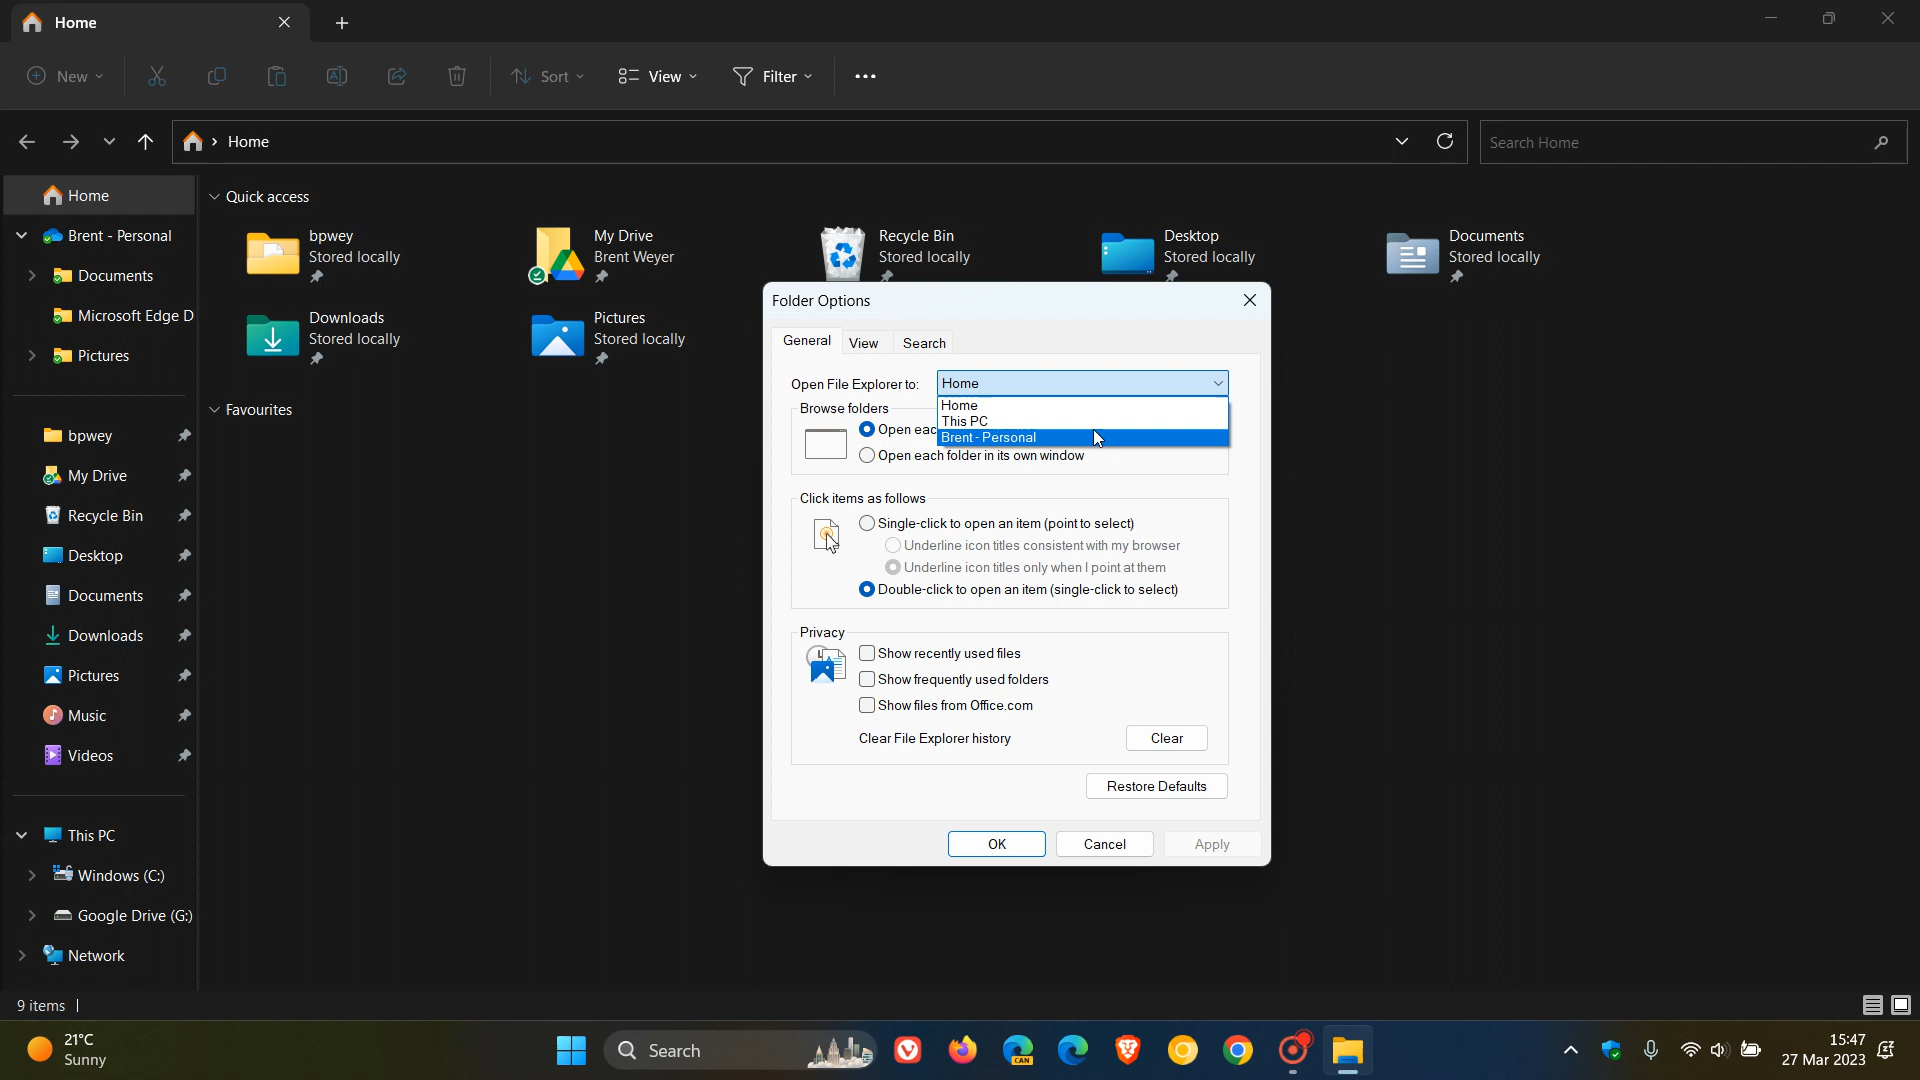 Home
New
Sort
View
Filter
Home
Search Home
Home
Brent - Personal
Documents
Microsoft Edge D
Pictures
bpwey
My Drive
Recycle Bin
Desktop
Documents
Downloads
Pictures
Music
Videos
This PC
Windows (C:)
Google Drive (G:)
Network
Quick access
bpwey
Stored locally
My Drive
Brent Weyer
Recycle Bin
Stored locally
Desktop
Stored locally
Documents
Stored locally
Downloads
Stored locally
Pictures
Stored locally
Favourites
Folder Options
General
View
Search
Open File Explorer to:
Home
Home
This PC
Brent - Personal
Browse folders
Open eac
Open each folder in its own window
Click items as follows
Single-click to open an item (point to select)
Underline icon titles consistent with my browser
Underline icon titles only when I point at them
Double-click to open an item (single-click to select)
Privacy
Show recently used files
Show frequently used folders
Show files from Office.com
Clear File Explorer history
Clear
Restore Defaults
OK
Cancel
Apply
9 items
21°C
Sunny
Search
CAN
15:47
27 Mar 2023